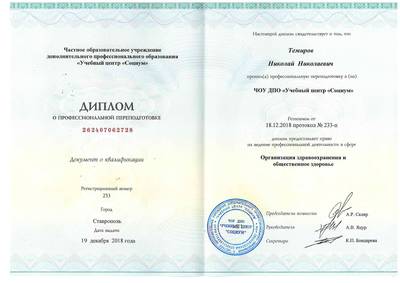 Частное образовательное учреждение
дополнительного профессионального образования
«Учебный центр «Социум»
ДИПЛОМ
О ПРОФЕССИОНАЛЬНОЙ ПЕРЕПОДГОТОВКЕ
262407062728
Документ о квалификации
Регистрационный номер
253
Город
Ставрополь
Дата выдачи
19 декабря 2018 года
Настоящий диплом свидетельствует о том, что
Темиров
Николай Николаевич
прошел(а) профессиональную переподготовку в (на)
ЧОУ ДПО «Учебный центр «Социум»
Решением от
18.12.2018 протокол № 233-п
диплом предоставляет право
на ведение профессиональной деятельности в сфере
Организация здравоохранения и
общественное здоровье
ЧОУ ДПО
"УЧЕБНЫЙ ЦЕНТР
"СОЦИУМ"
Председатель комиссии
Руководитель
А.В. Яцур
Секретарь
К.П. Бондарева